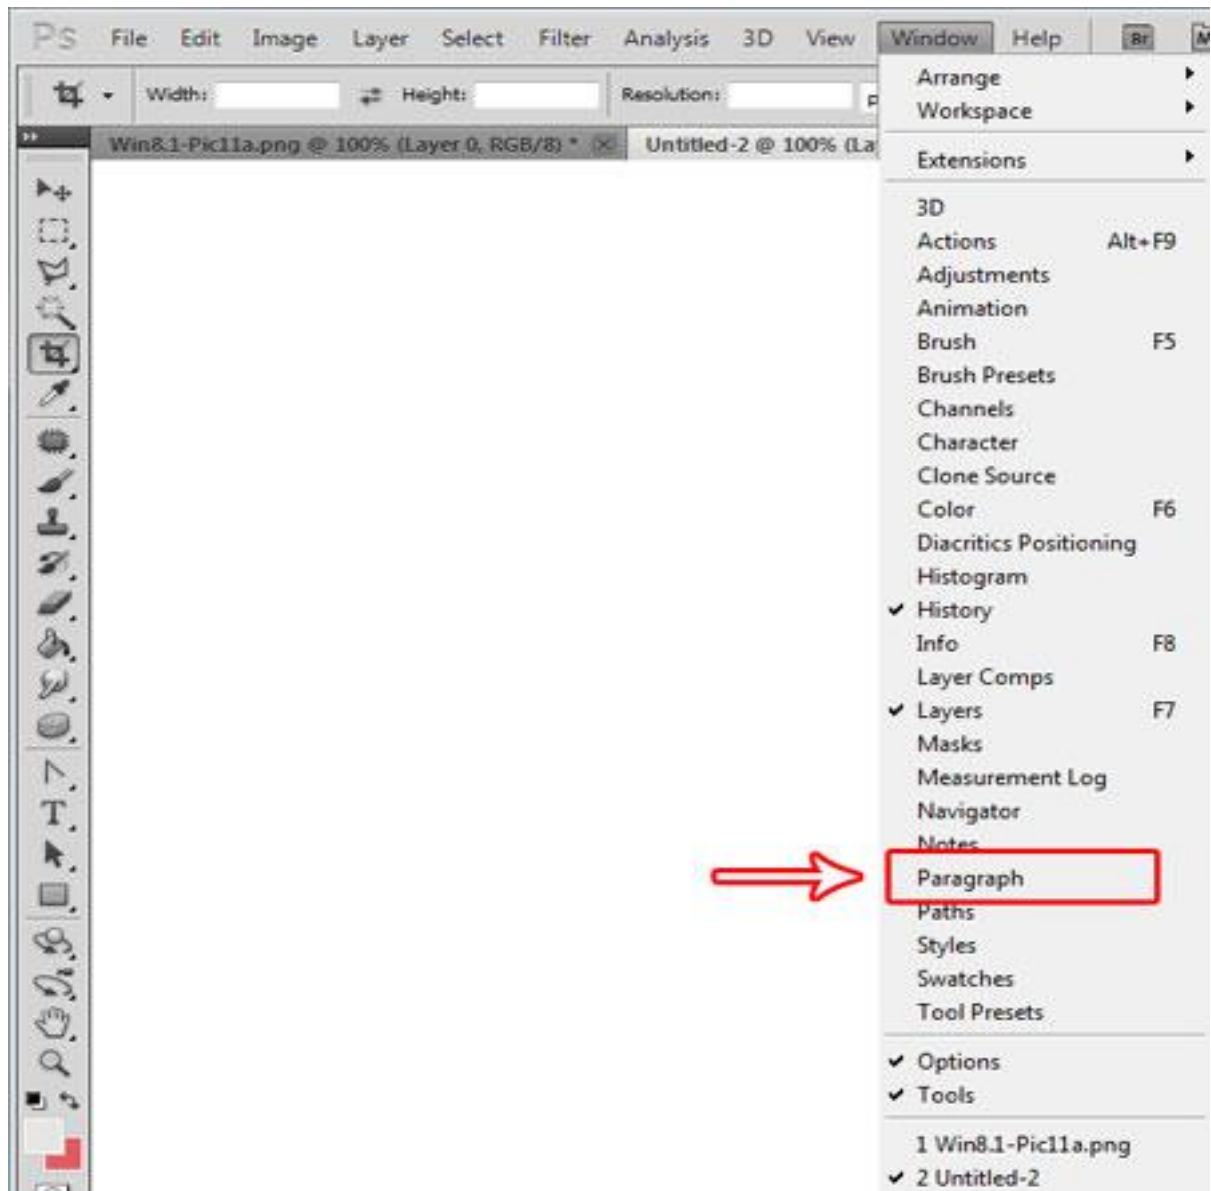 Ps File Edit Image Layer Select Filter Analysis 3D View Window Help Br
Width: Height: Resolution:
Win8.1-Pic11a.png @ 100% (Layer 0, RGB/8) * Untitled-2 @ 100% (La
Arrange
Workspace
Extensions
3D
Actions Alt+F9
Adjustments
Animation
Brush F5
Brush Presets
Channels
Character
Clone Source
Color F6
Diacritics Positioning
Histogram
History
Info F8
Layer Comps
Layers F7
Masks
Measurement Log
Navigator
Notes
Paragraph
Paths
Styles
Swatches
Tool Presets
Options
Tools
1 Win8.1-Pic11a.png
2 Untitled-2